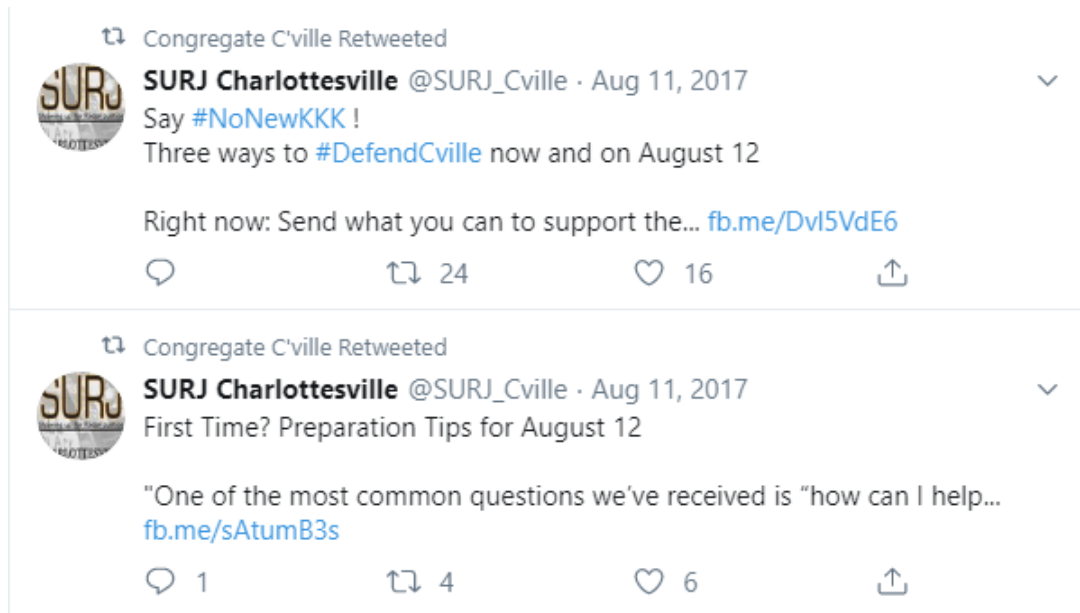 Congregate C'ville Retweeted
SURJ Charlottesville @SURJ_Cville · Aug 11, 2017
Say #NoNewKKK !
Three ways to #DefendCville now and on August 12
Right now: Send what you can to support the... fb.me/Dvl5VdE6
24 16
Congregate C'ville Retweeted
SURJ Charlottesville @SURJ_Cville · Aug 11, 2017
First Time? Preparation Tips for August 12
"One of the most common questions we’ve received is “how can I help...
fb.me/sAtumB3s
1 4 6